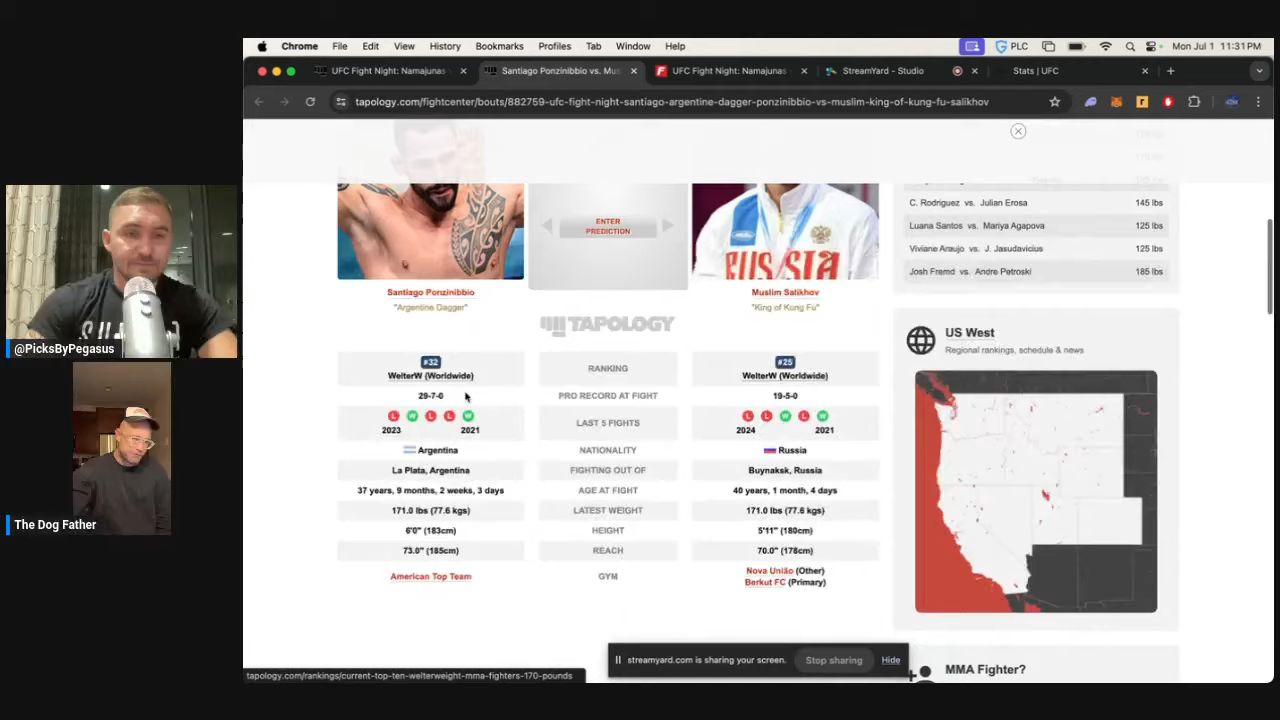 Chrome File Edit View History Bookmarks Profiles Tab Window Help
PLC Mon Jul 1 11:31 PM
UFC Fight Night: Namajunas
Santiago Ponzinibbio vs. Mus
UFC Fight Night: Namajunas
StreamYard - Studio
Stats | UFC
tapology.com/fightcenter/bouts/882759-ufc-fight-night-santiago-argentine-dagger-ponzinibbio-vs-muslim-king-of-kung-fu-salikhov
ENTER
PREDICTION
Santiago Ponzinibbio
"Argentine Dagger"
TAPOLOGY
RUSSIA
Muslim Salikhov
"King of Kung Fu"
#32
WelterW (Worldwide)
RANKING
#25
WelterW (Worldwide)
29-7-0 PRO RECORD AT FIGHT 19-5-0
L W L L W
2023 2021
LAST 5 FIGHTS
L L W L W
2024 2021
Argentina NATIONALITY Russia
La Plata, Argentina FIGHTING OUT OF Buynaksk, Russia
37 years, 9 months, 2 weeks, 3 days AGE AT FIGHT 40 years, 1 month, 4 days
171.0 lbs (77.6 kgs) LATEST WEIGHT 171.0 lbs (77.6 kgs)
6'0" (183cm) HEIGHT 5'11" (180cm)
73.0" (185cm) REACH 70.0" (178cm)
American Top Team GYM
Nova União (Other)
Berkut FC (Primary)
C. Rodriguez vs. Julian Erosa 145 lbs
Luana Santos vs. Mariya Agapova 125 lbs
Viviane Araujo vs. J. Jasudavicius 125 lbs
Josh Fremd vs. Andre Petroski 185 lbs
US West
Regional rankings, schedule & news
MMA Fighter?
streamyard.com is sharing your screen. Stop sharing Hide
tapology.com/rankings/current-top-ten-welterweight-mma-fighters-170-pounds
@PicksByPegasus
The Dog Father